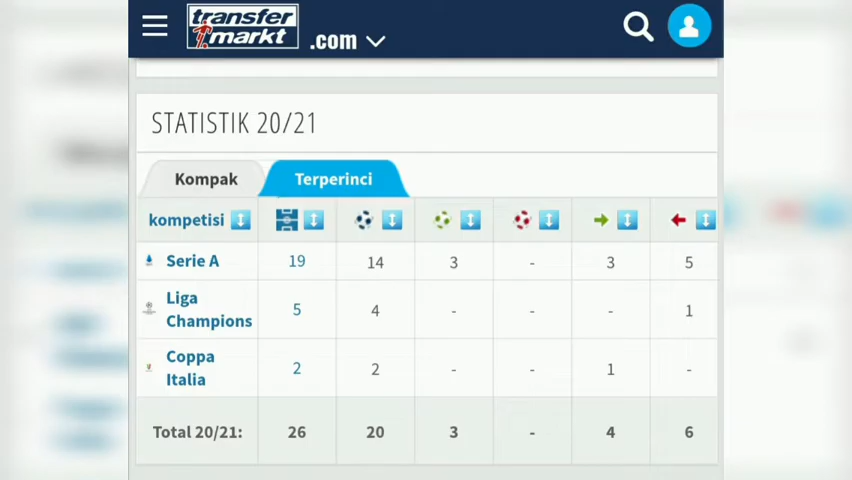 transfer
markt .com
STATISTIK 20/21
Kompak Terperinci
kompetisi
Serie A 19 14 3 - 3 5
Liga
Champions 5 4 - - - 1
Coppa
Italia 2 2 - - 1 -
Total 20/21: 26 20 3 - 4 6